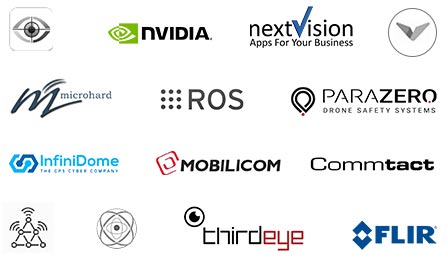 NVIDIA.
nextVision
Apps For Your Business
microhard
ROS
PARAZERO
DRONE SAFETY SYSTEMS
InfiniDome
THE GPS CYBER COMPANY
MOBILICOM
Commtact
thirdeye
FLIR